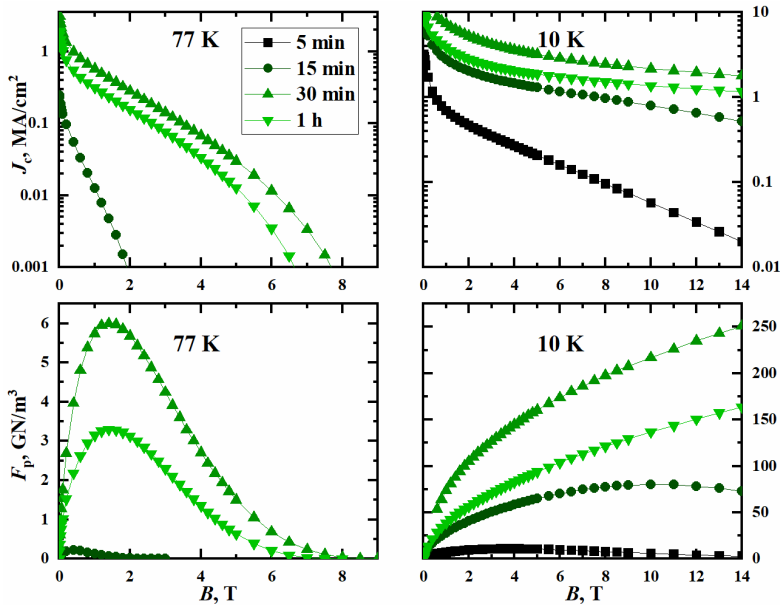 77 K
5 min
15 min
30 min
1 h
1
0.1
0.01
0.001
Jc, MA/cm²
0 2 4 6 8
10 K
10
1
0.1
0.01
0 2 4 6 8 10 12 14
77 K
6
5
4
3
2
1
0
Fp, GN/m³
0 2 4 6 8
B, T
10 K
250
200
150
100
50
0
0 2 4 6 8 10 12 14
B, T